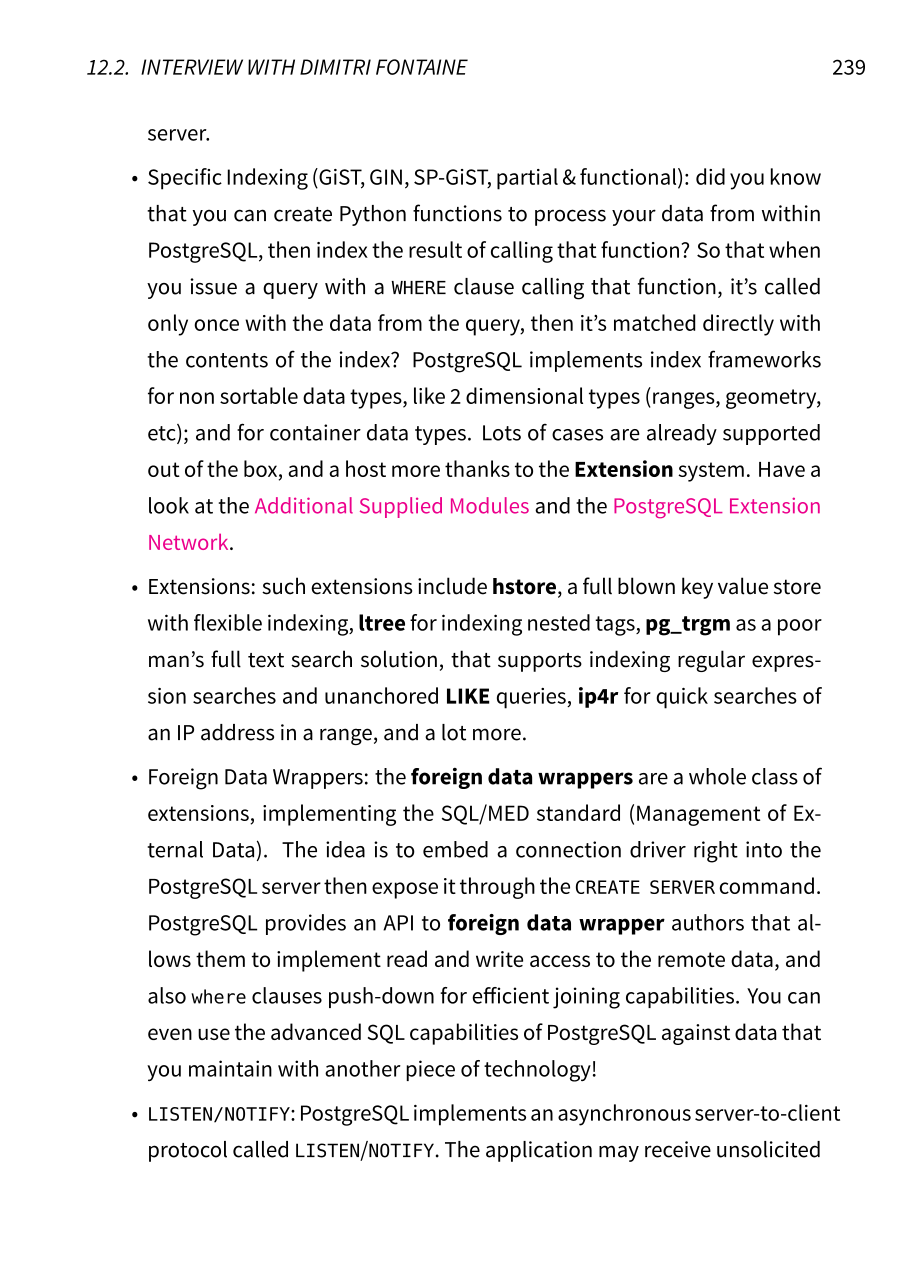 12.2. INTERVIEW WITH DIMITRI FONTAINE 239
server.
• Specific Indexing (GiST, GIN, SP-GiST, partial & functional): did you know
that you can create Python functions to process your data from within
PostgreSQL, then index the result of calling that function? So that when
you issue a query with a WHERE clause calling that function, it’s called
only once with the data from the query, then it’s matched directly with
the contents of the index? PostgreSQL implements index frameworks
for non sortable data types, like 2 dimensional types (ranges, geometry,
etc); and for container data types. Lots of cases are already supported
out of the box, and a host more thanks to the Extension system. Have a
look at the Additional Supplied Modules and the PostgreSQL Extension
Network.
• Extensions: such extensions include hstore, a full blown key value store
with flexible indexing, ltree for indexing nested tags, pg_trgm as a poor
man’s full text search solution, that supports indexing regular expres-
sion searches and unanchored LIKE queries, ip4r for quick searches of
an IP address in a range, and a lot more.
• Foreign Data Wrappers: the foreign data wrappers are a whole class of
extensions, implementing the SQL/MED standard (Management of Ex-
ternal Data). The idea is to embed a connection driver right into the
PostgreSQL server then expose it through the CREATE SERVER command.
PostgreSQL provides an API to foreign data wrapper authors that al-
lows them to implement read and write access to the remote data, and
also where clauses push-down for efficient joining capabilities. You can
even use the advanced SQL capabilities of PostgreSQL against data that
you maintain with another piece of technology!
• LISTEN/NOTIFY: PostgreSQL implements an asynchronous server-to-client
protocol called LISTEN/NOTIFY. The application may receive unsolicited